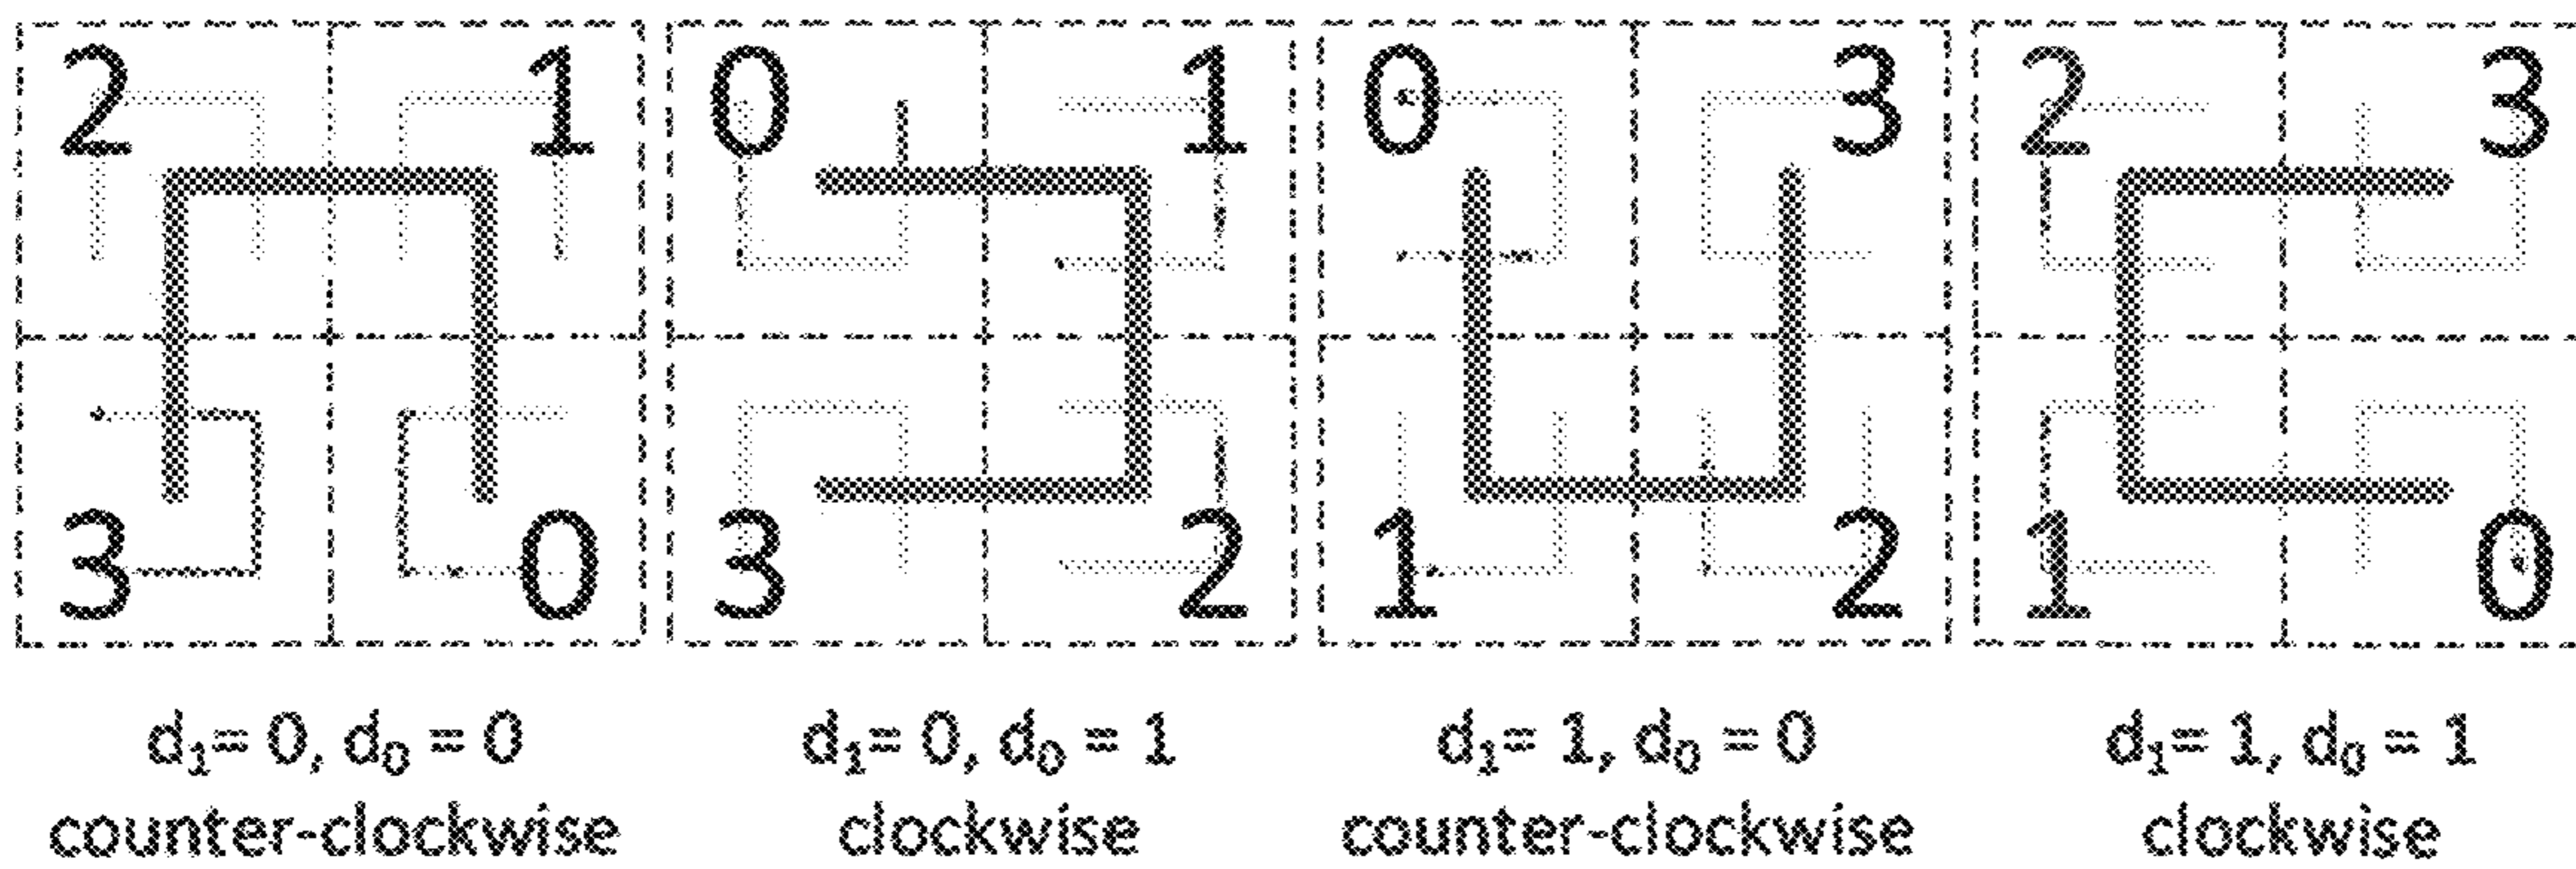 2 1 0 1 0 3 2 3
3 0 3 2 1 2 1 0
d₁= 0, d₀ = 0 d₁= 0, d₀ = 1 d₁= 1, d₀ = 0 d₁= 1, d₀ = 1
counter-clockwise clockwise counter-clockwise clockwise